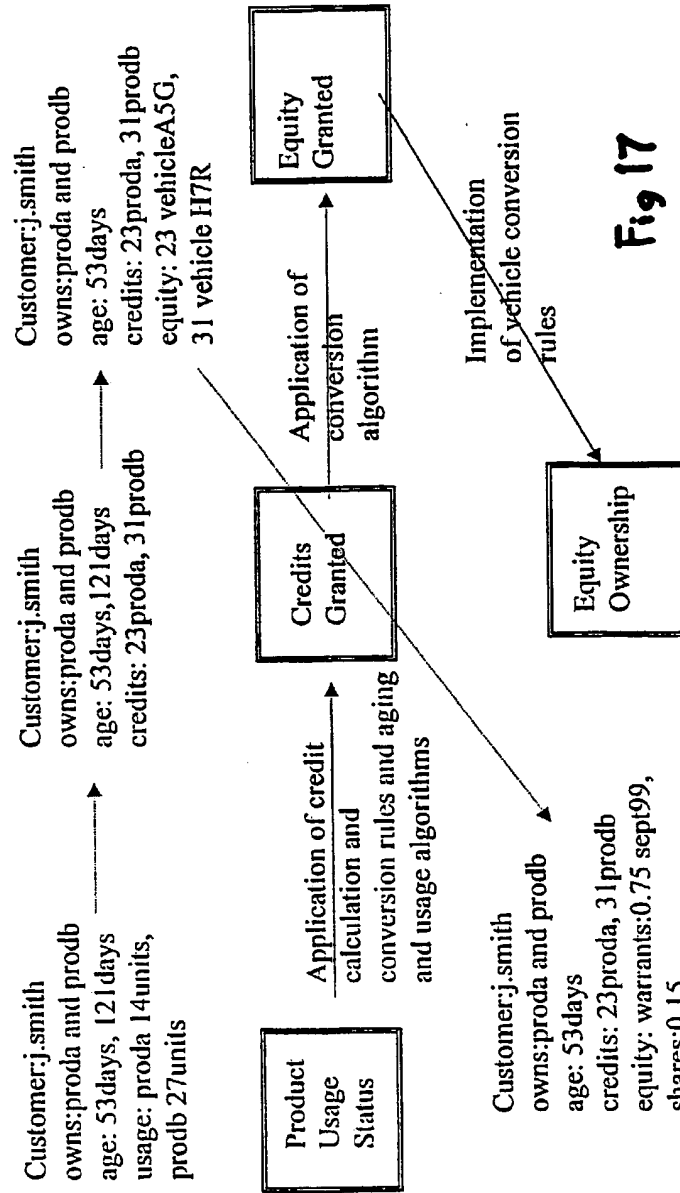 Customer:j.smith
owns:proda and prodb
age: 53days, 121days
usage: proda 14units,
prodb 27units
Customer:j.smith
owns:proda and prodb
age: 53days,121days
credits: 23proda, 31prodb
Customer:j.smith
owns:proda and prodb
age: 53days
credits: 23proda, 31prodb
equity: 23 vehicleA5G,
31 vehicle H7R
Product
Usage
Status
Application of credit
calculation and
conversion rules and aging
and usage algorithms
Credits
Granted
Application of
conversion
algorithm
Equity
Granted
Customer:j.smith
owns:proda and prodb
age: 53days
credits: 23proda, 31prodb
equity: warrants:0.75 sept99,
shares:0.15
Equity
Ownership
Implementation
of vehicle conversion
rules
Fig 17